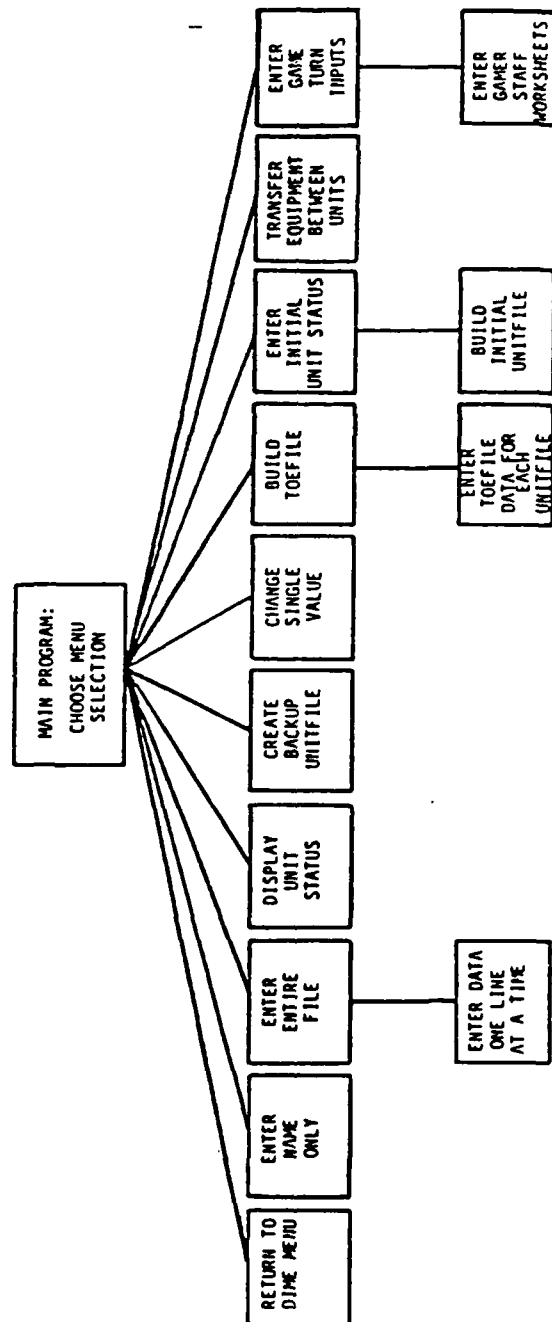 MAIN PROGRAM:
CHOOSE MENU
SELECTION
RETURN TO
DIME MENU
ENTER
NAME
ONLY
ENTER
ENTIRE
FILE
DISPLAY
UNIT
STATUS
CREATE
BACKUP
UNITFILE
CHANGE
SINGLE
VALUE
BUILD
TOEFILE
ENTER
INITIAL
UNIT STATUS
TRANSFER
EQUIPMENT
BETWEEN
UNITS
ENTER
GAME
TURN
INPUTS
ENTER DATA
ONE LINE
AT A TIME
ENTER
TOEFILE
DATA FOR
EACH
UNITFILE
BUILD
INITIAL
UNITFILE
ENTER
GAMER
STAFF
WORKSHEETS